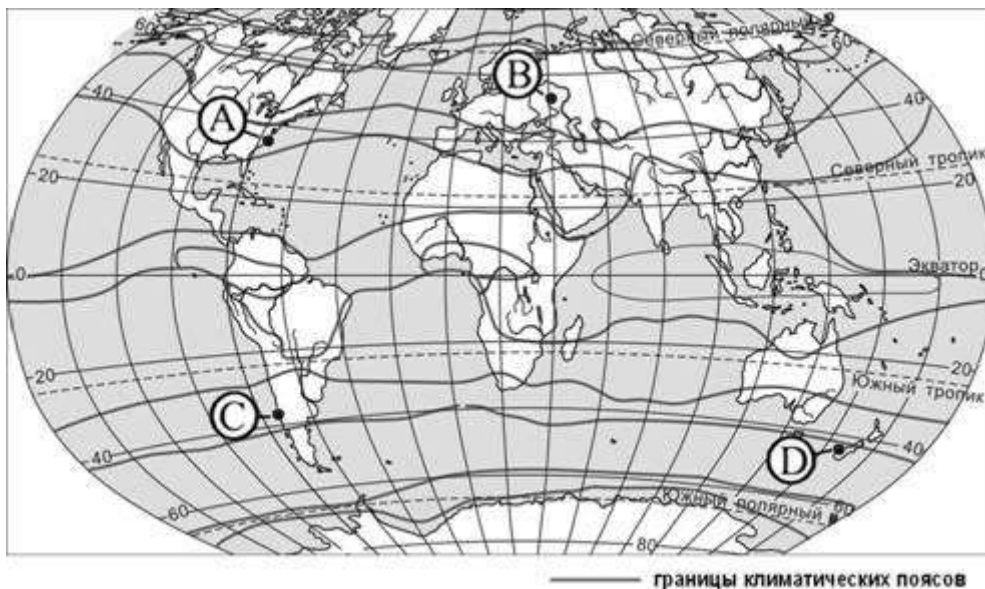 60
Северный полярный
60
B
40
40
A
Северный тропик
20
20
Экватор
0
0
20
20
Южный тропик
C
40
40
D
60
Южный полярный
60
80
границы климатических поясов